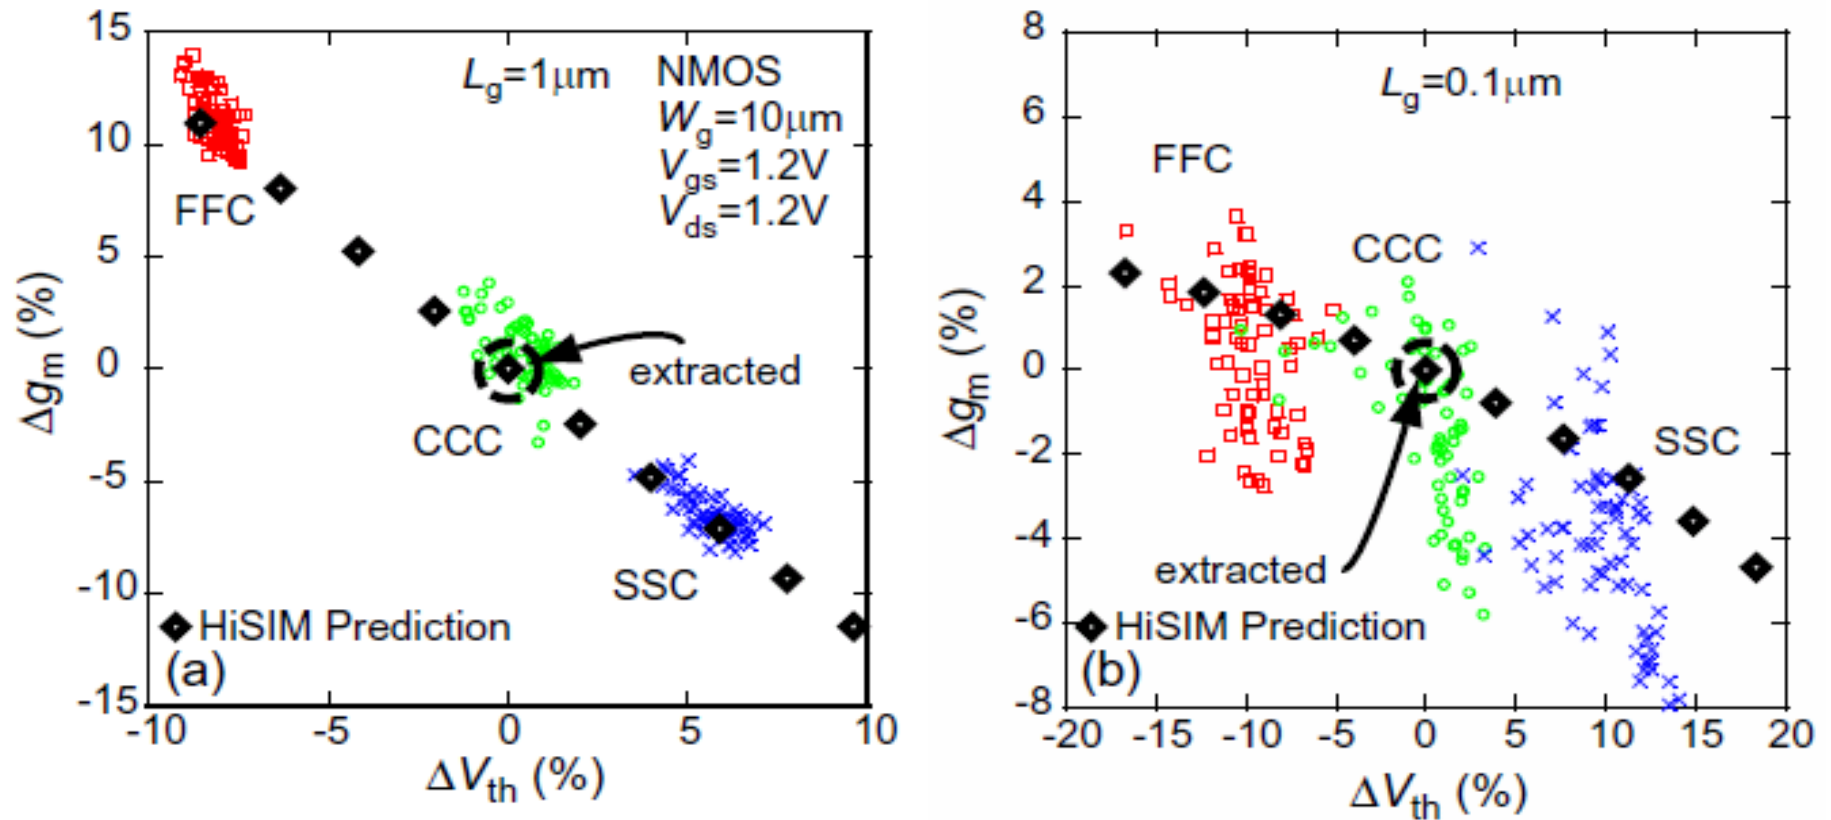 15
10
5
0
-5
-10
-15
-10
-5
0
5
10
Δgm (%)
ΔVth (%)
Lg=1μm
NMOS
Wg=10μm
Vgs=1.2V
Vds=1.2V
FFC
extracted
CCC
SSC
HiSIM Prediction
(a)
8
6
4
2
0
-2
-4
-6
-8
-20
-15
-10
-5
0
5
10
15
20
Δgm (%)
ΔVth (%)
Lg=0.1μm
FFC
CCC
SSC
extracted
HiSIM Prediction
(b)